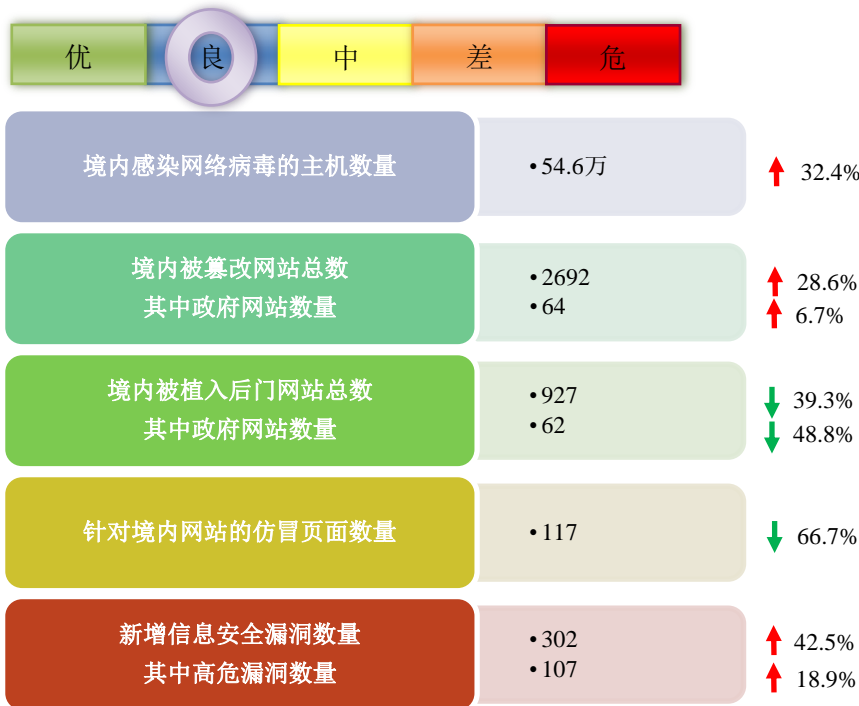 优 良 中 差 危
境内感染网络病毒的主机数量 •54.6万 32.4%
境内被篡改网站总数 •2692 28.6%
其中政府网站数量 •64 6.7%
境内被植入后门网站总数 •927 39.3%
其中政府网站数量 •62 48.8%
针对境内网站的仿冒页面数量 •117 66.7%
新增信息安全漏洞数量 •302 42.5%
其中高危漏洞数量 •107 18.9%